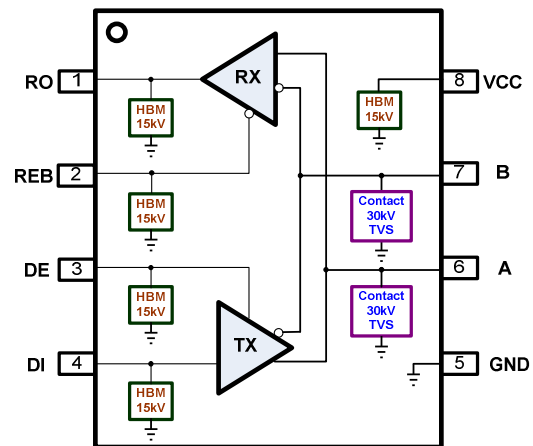 RO 1
RX
8 VCC
HBM
15kV
HBM
15kV
REB 2
7 B
HBM
15kV
Contact
30kV
TVS
DE 3
6 A
HBM
15kV
Contact
30kV
TVS
TX
DI 4
5 GND
HBM
15kV